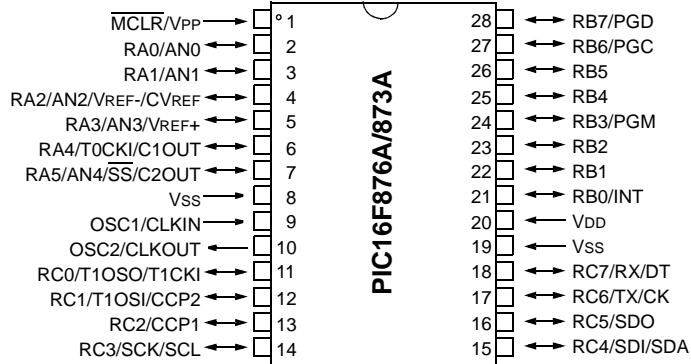 MCLR/VPP 1 28 RB7/PGD
RA0/AN0 2 27 RB6/PGC
RA1/AN1 3 26 RB5
RA2/AN2/VREF-/CVREF 4 25 RB4
RA3/AN3/VREF+ 5 24 RB3/PGM
RA4/T0CKI/C1OUT 6 23 RB2
RA5/AN4/SS/C2OUT 7 22 RB1
VSS 8 21 RB0/INT
OSC1/CLKIN 9 20 VDD
OSC2/CLKOUT 10 19 VSS
RC0/T1OSO/T1CKI 11 18 RC7/RX/DT
RC1/T1OSI/CCP2 12 17 RC6/TX/CK
RC2/CCP1 13 16 RC5/SDO
RC3/SCK/SCL 14 15 RC4/SDI/SDA
PIC16F876A/873A